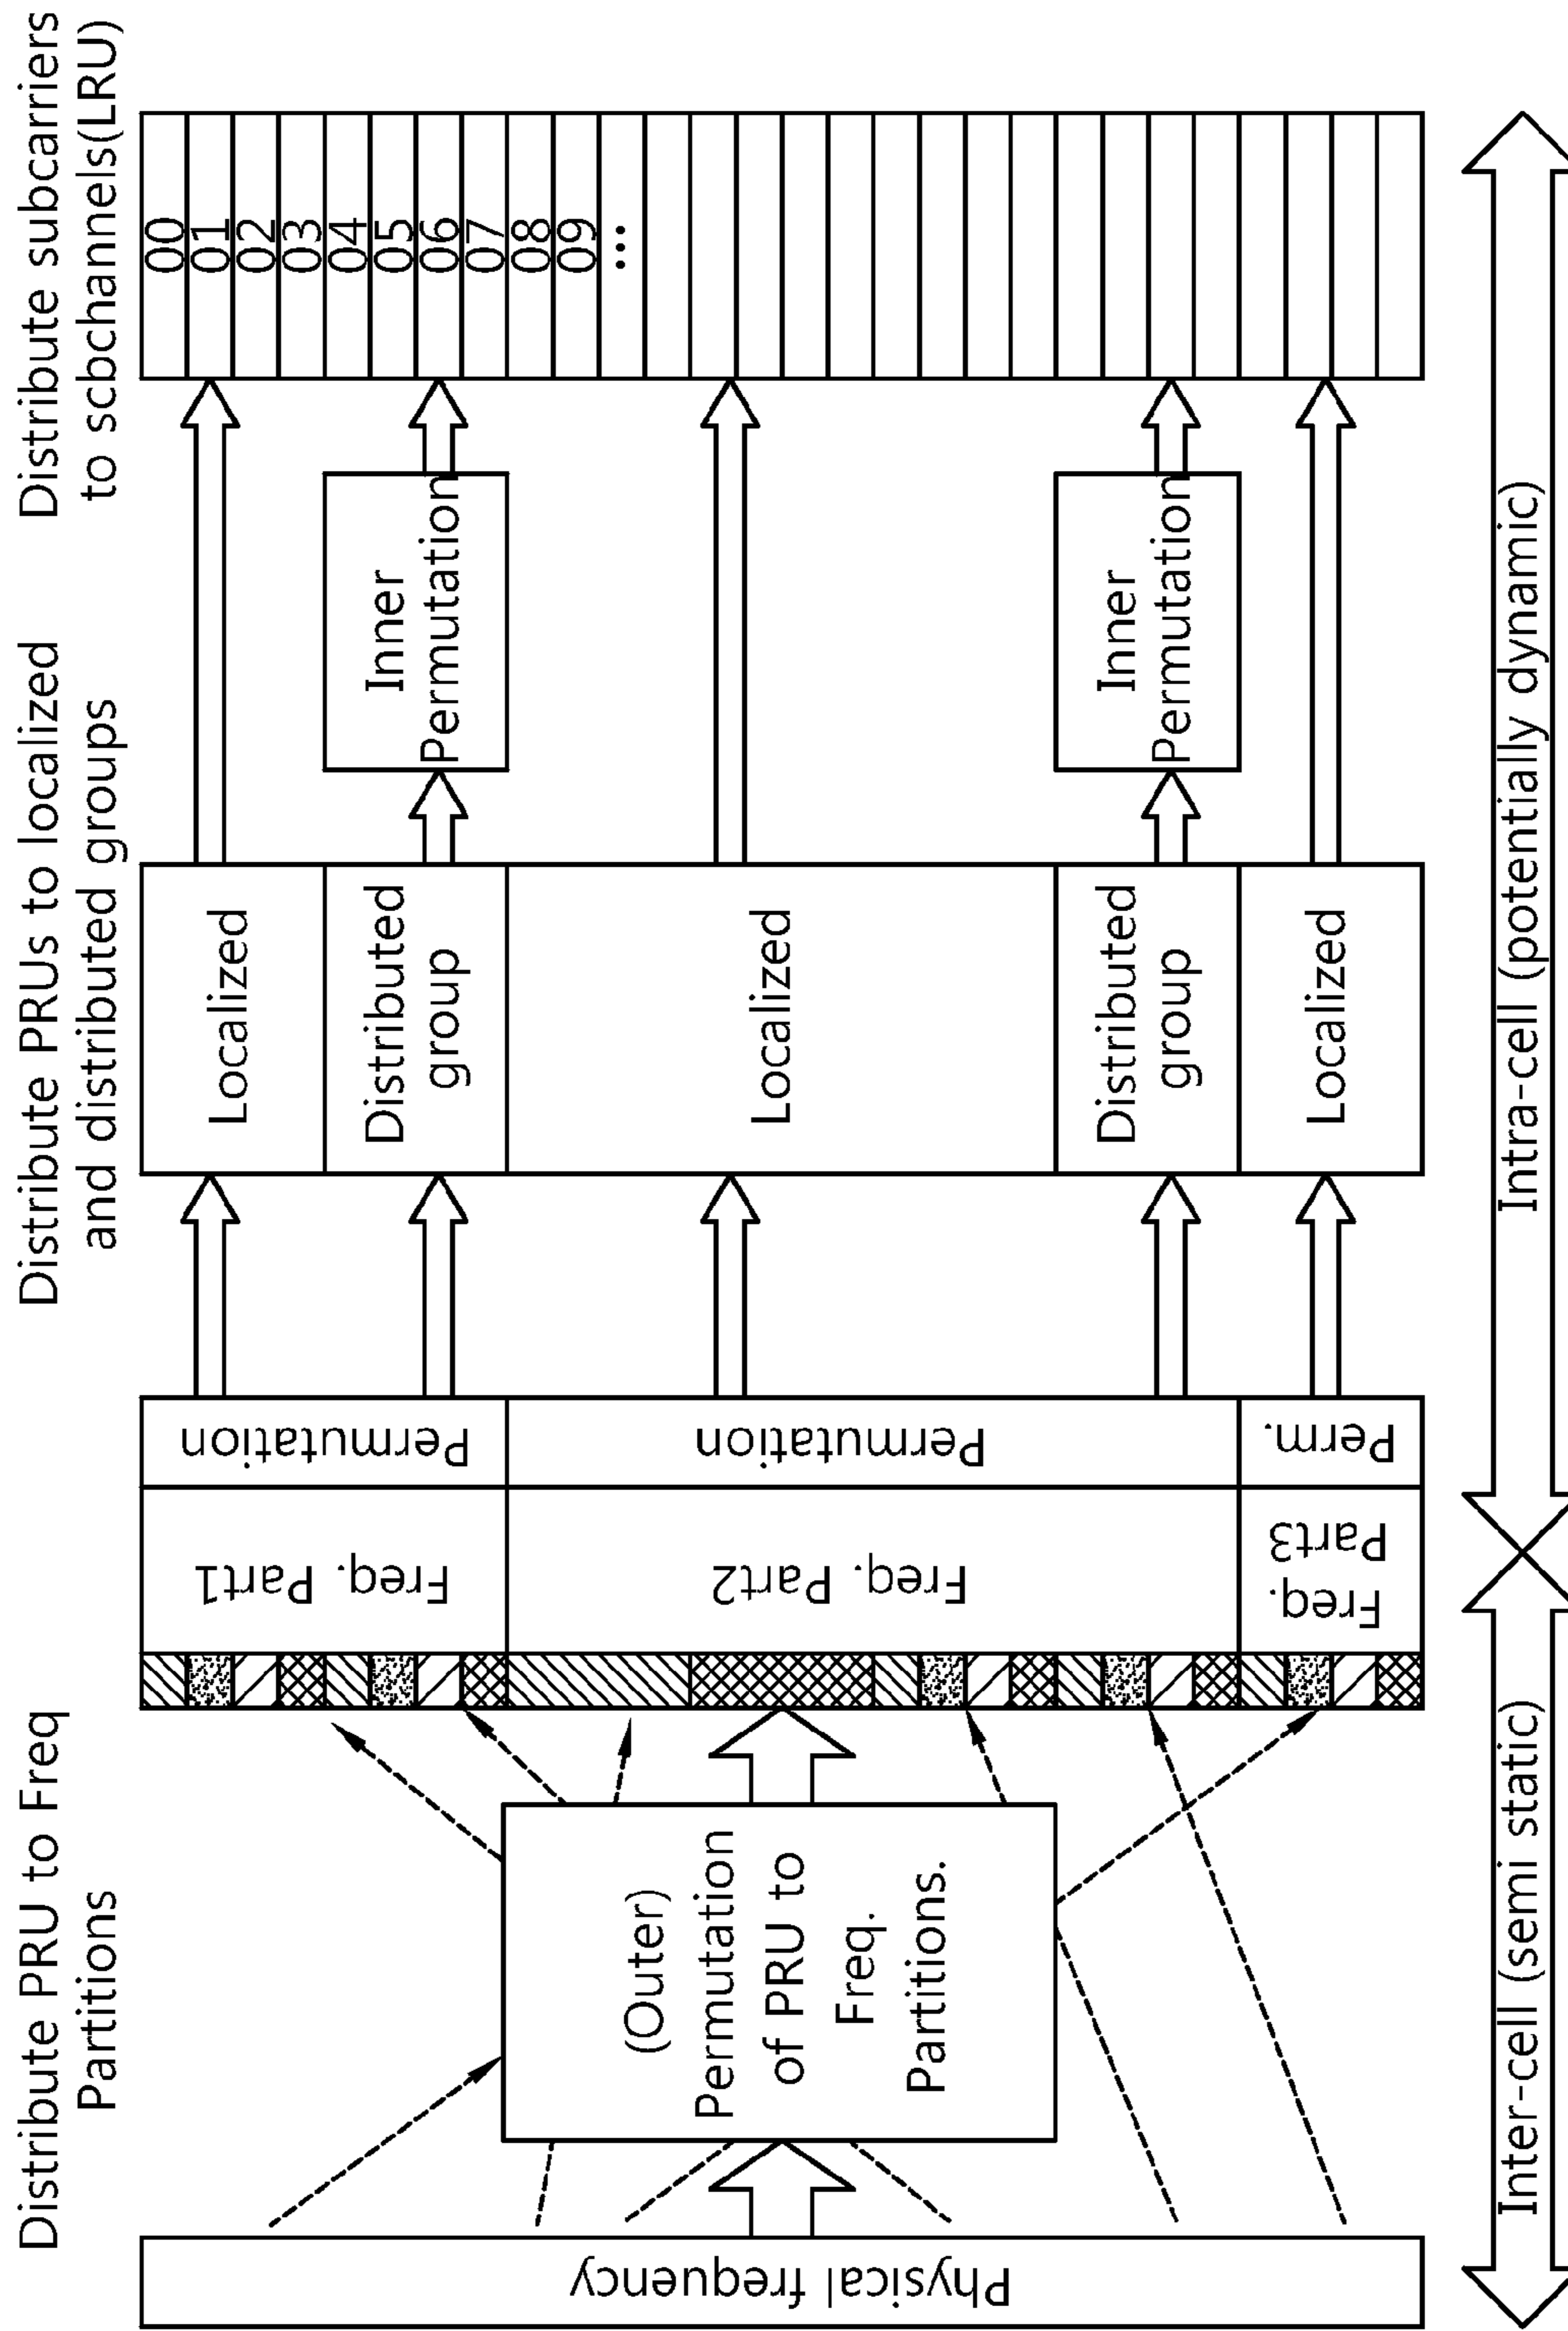 Distribute PRU to Freq
Partitions
Distribute PRUs to localized
and distributed groups
Distribute subcarriers
to scbchannels(LRU)
Physical frequency
(Outer)
Permutation
of PRU to
Freq.
Partitions.
Freq. Part1
Permutation
Freq. Part2
Permutation
Freq.
Part3
Perm.
Localized
Distributed
group
Localized
Distributed
group
Localized
Inner
Permutation
Inner
Permutation
00
01
02
03
04
05
06
07
08
09
...
Inter-cell (semi static)
Intra-cell (potentially dynamic)